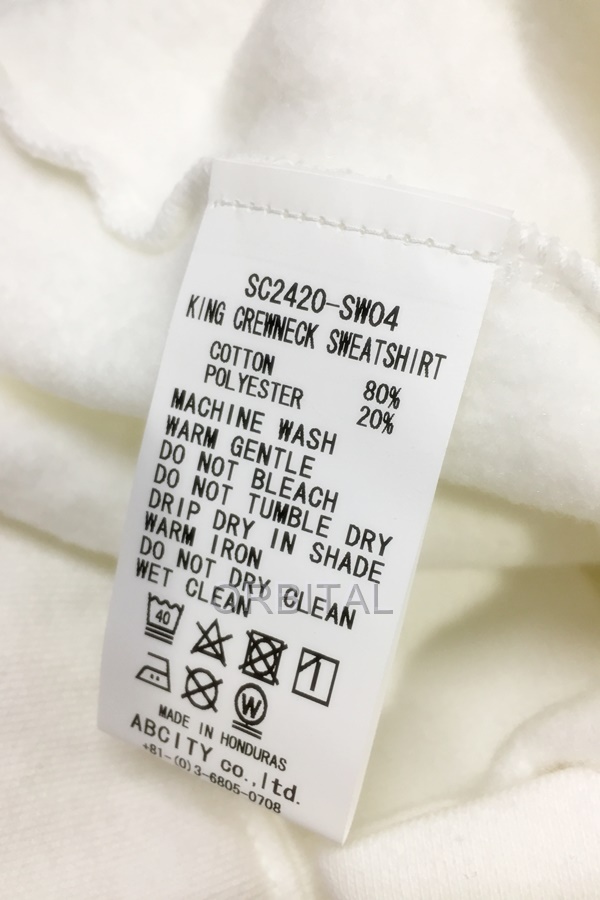 SC2420-SW04
KING CREWNECK SWEATSHIRT
COTTON 80%
POLYESTER 20%
MACHINE WASH
WARM GENTLE
DO NOT BLEACH
DO NOT TUMBLE DRY
DRIP DRY IN SHADE
WARM IRON
DO NOT DRY CLEAN
WET CLEAN
ORBITAL
40
W
MADE IN HONDURAS
ABCITY co.,ltd.
+81-(0)3-6805-0708